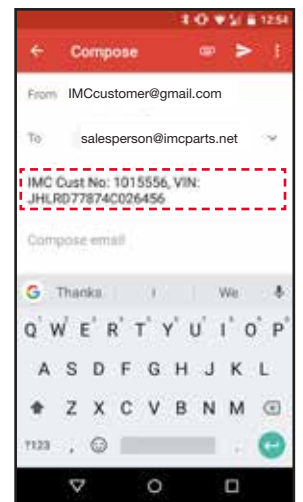 12:54
Compose
From IMCcustomer@gmail.com
To salesperson@imcparts.net
IMC Cust No: 1015556, VIN:
JHLRD77874C026456
Compose email
G Thanks I We
Q W E R T Y U I O P
A S D F G H J K L
Z X C V B N M
?123 , .